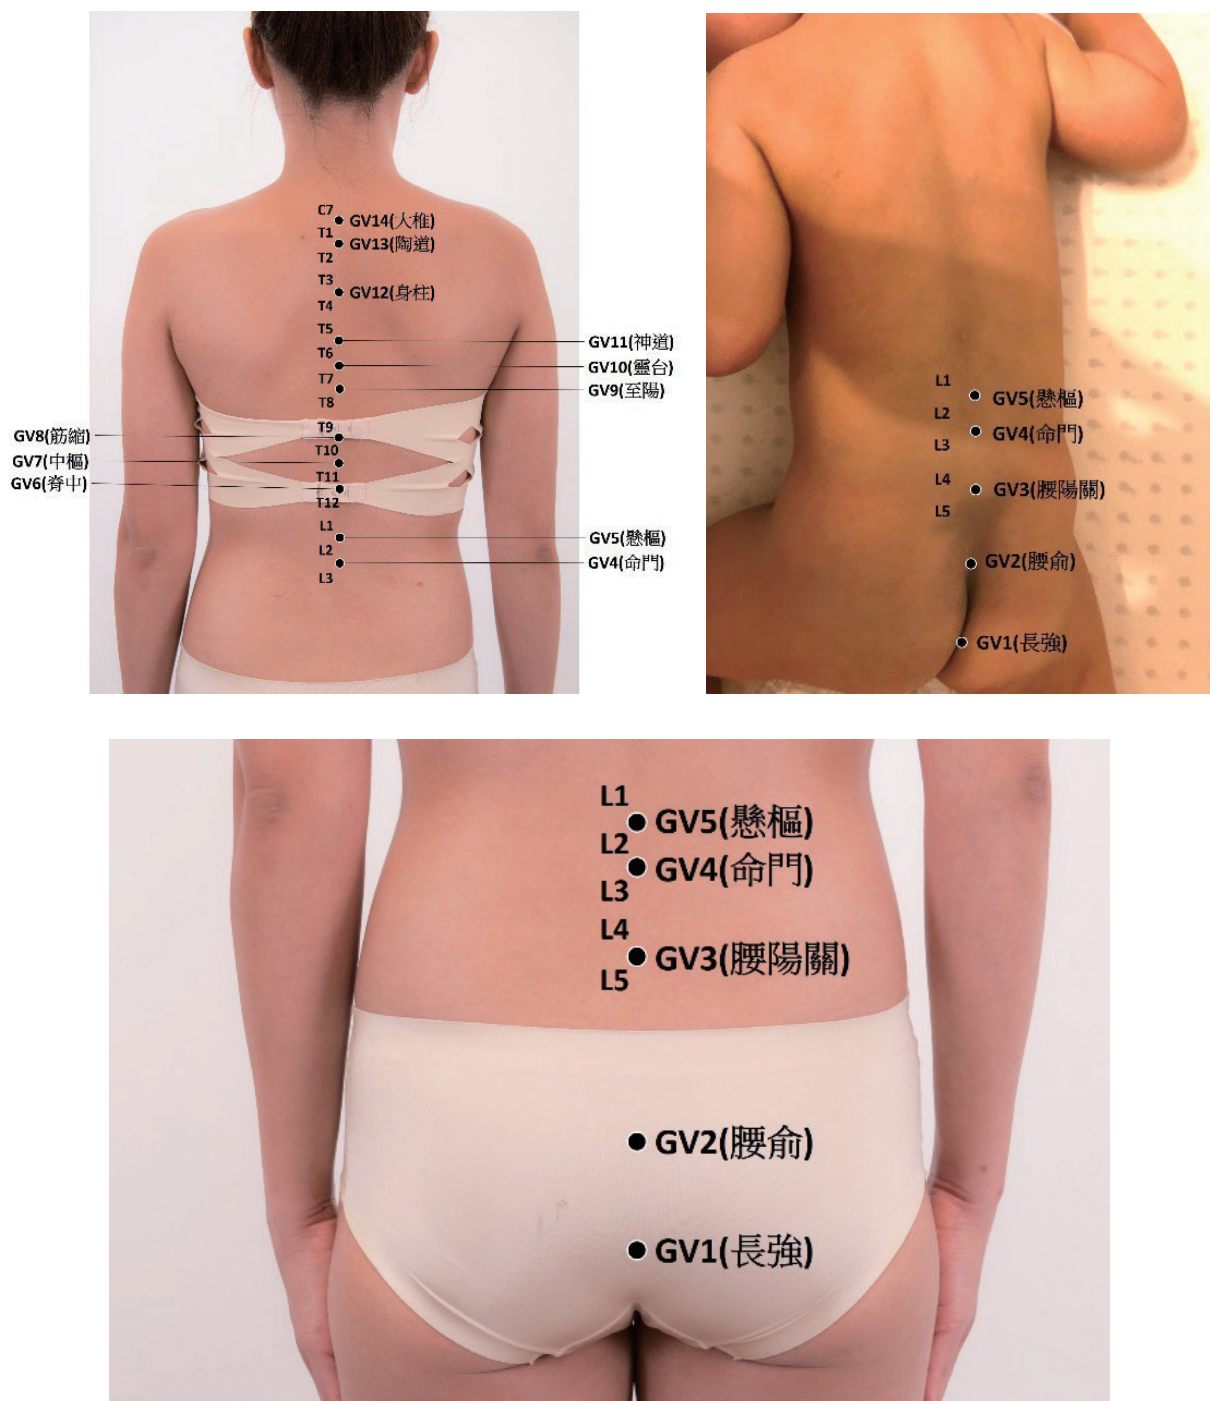 C7
GV14(大椎)
T1
GV13(陶道)
T2
T3
GV12(身柱)
T4
T5
GV11(神道)
T6
GV10(靈台)
T7
GV9(至陽)
T8
T9
GV8(筋縮)
T10
GV7(中樞)
T11
GV6(脊中)
T12
L1
GV5(懸樞)
L2
GV4(命門)
L3
L1
GV5(懸樞)
L2
GV4(命門)
L3
L4
GV3(腰陽關)
L5
GV2(腰俞)
GV1(長強)
L1
GV5(懸樞)
L2
GV4(命門)
L3
L4
GV3(腰陽關)
L5
GV2(腰俞)
GV1(長強)